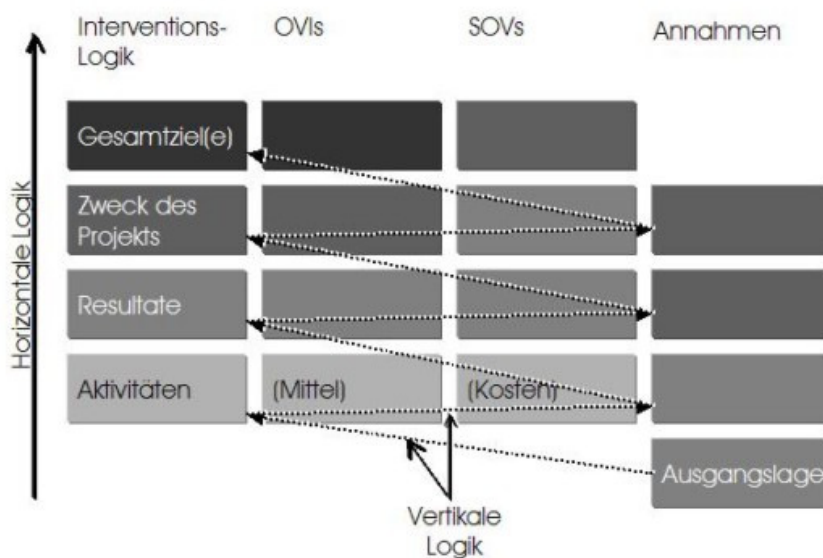 Interventions-
Logik
OVIs
SOVs
Annahmen
Horizontale Logik
Gesamtziel(e)
Zweck des
Projekts
Resultate
Aktivitäten
(Mittel)
(Kosten)
Ausgangslage
Vertikale
Logik